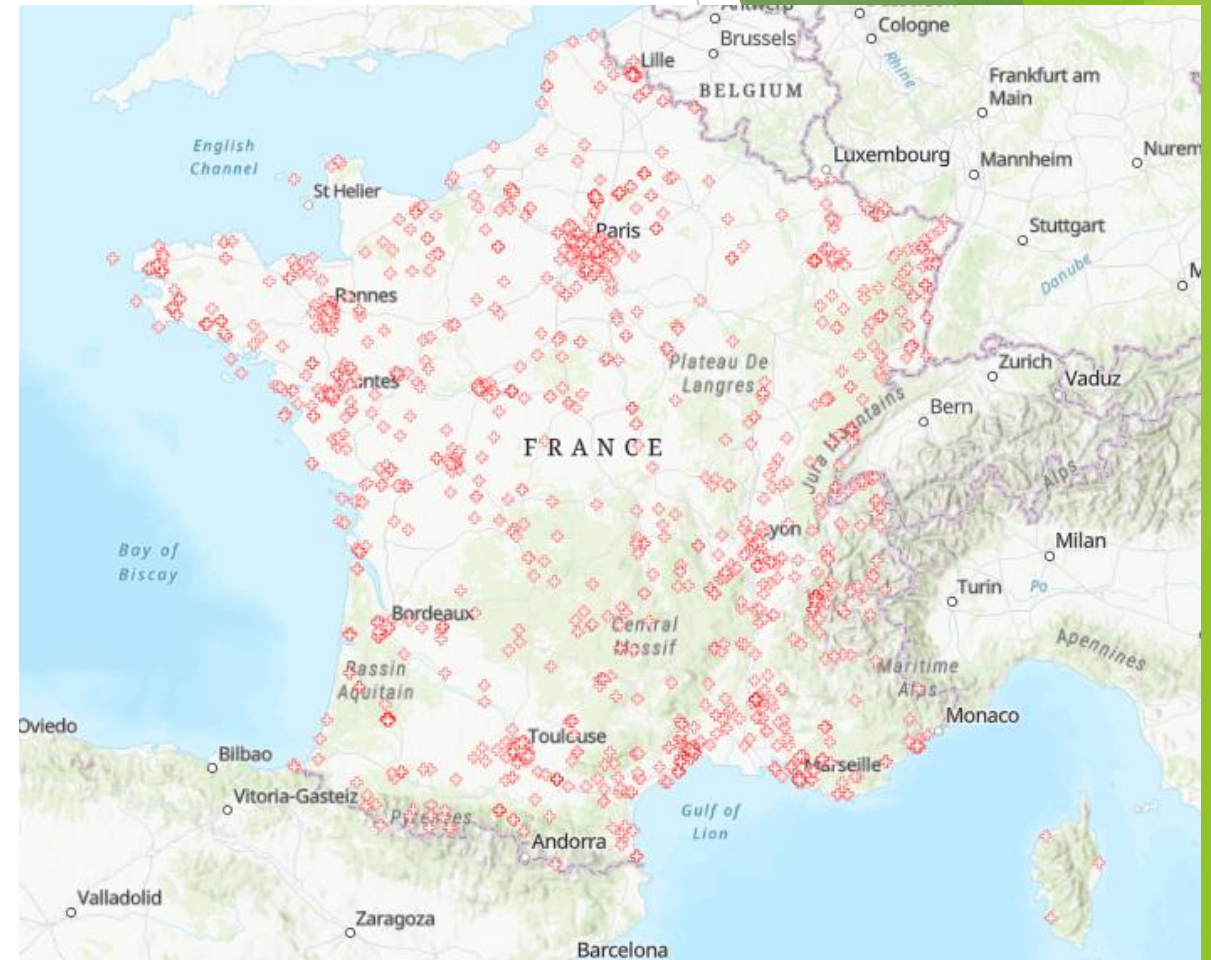 Cologne
Brussels
Lille
BELGIUM
Rhine
Frankfurt am
Main
English
Channel
Luxembourg
Mannheim
St Helier
Stuttgart
Paris
Danube
Rennes
Plateau De
Langres
Zurich
Vaduz
Bern
FRANCE
Jura Mountains
Alps
Bay of
Biscay
Milan
Turin
Po
Bordeaux
Central
Massif
Apennines
Bassin
Aquitain
Maritime
Alps
Monaco
Oviedo
Toulouse
Bilbao
Marseille
Vitoria-Gasteiz
Pyrenees
Gulf of
Lion
Andorra
Valladolid
Zaragoza
Barcelona